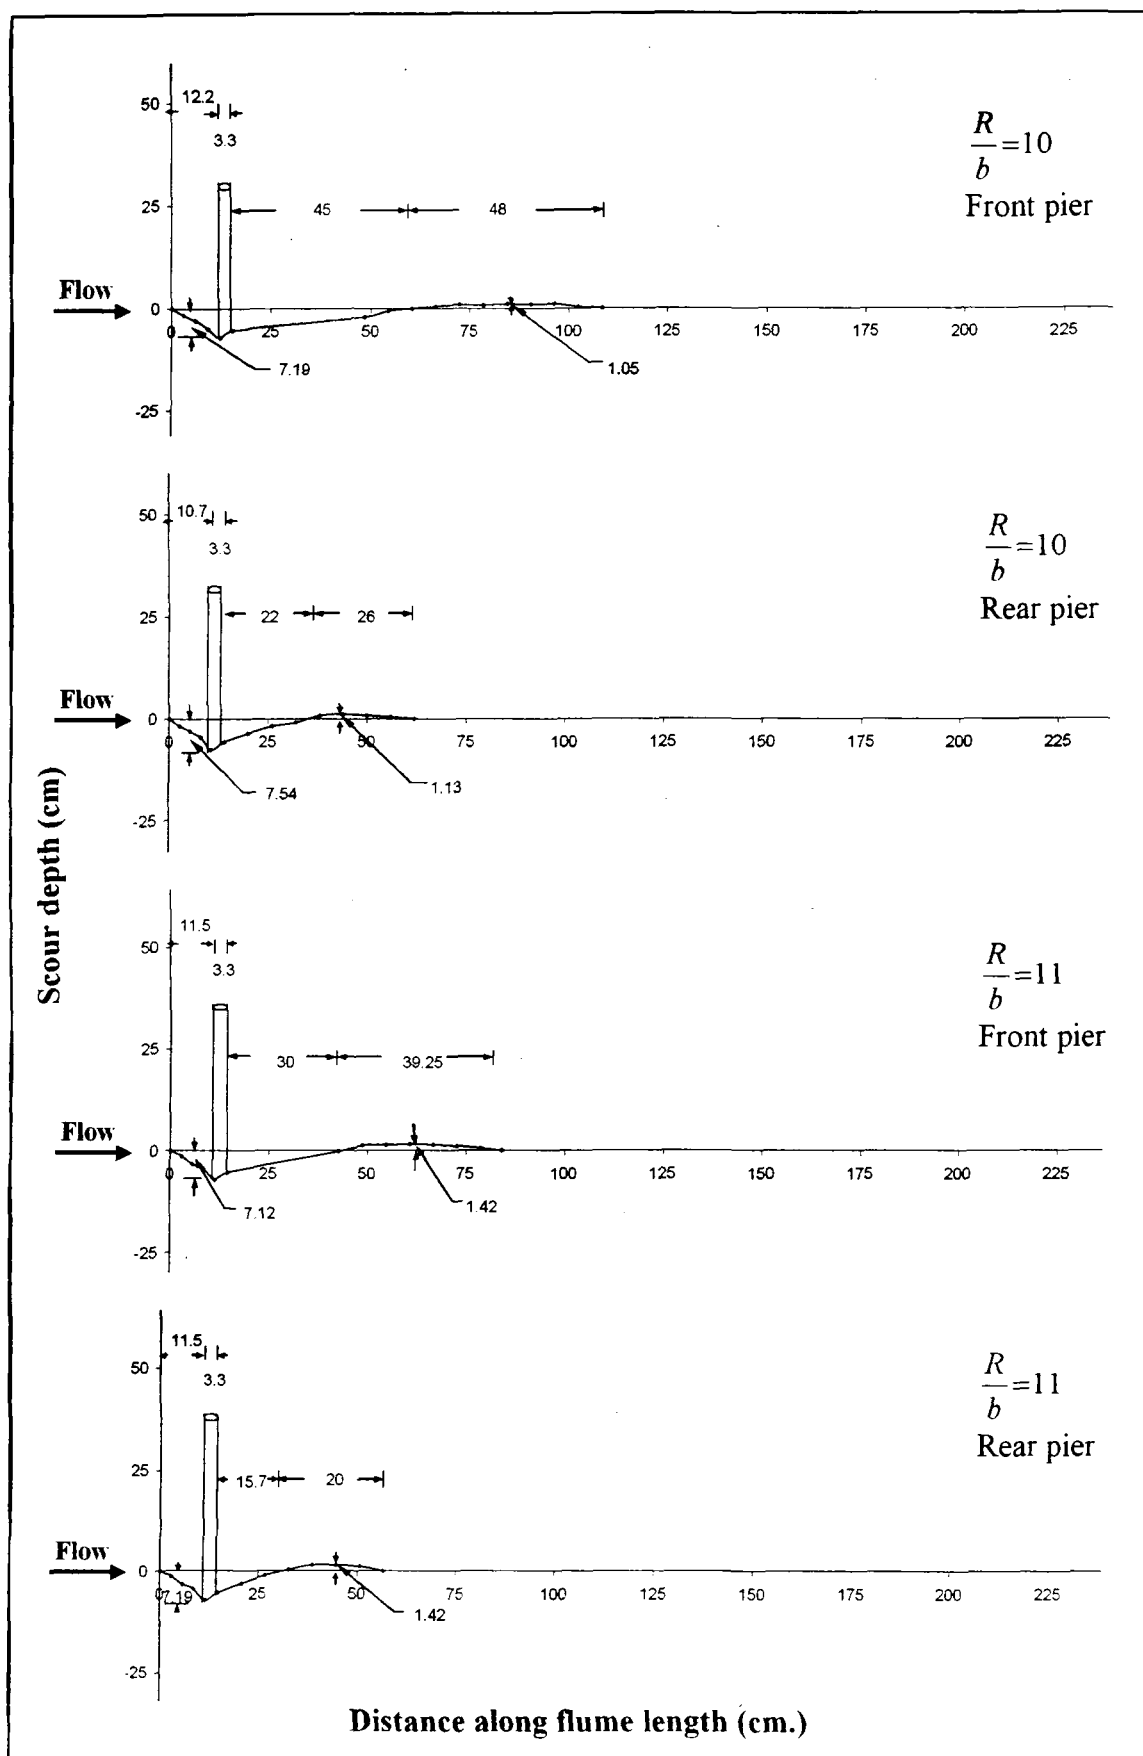 50
12.2
3.3
R/b=10
Front pier
25
45
48
Flow
0
0 25 50 75 100 125 150 175 200 225
7.19
1.05
-25
50
10.7
3.3
R/b=10
Rear pier
25
22
26
Flow
0
0 25 50 75 100 125 150 175 200 225
7.54
1.13
-25
Scour depth (cm)
11.5
50
3.3
R/b=11
Front pier
25
30
39.25
Flow
0
0 25 50 75 100 125 150 175 200 225
7.12
1.42
-25
11.5
50
3.3
R/b=11
Rear pier
25
15.7
20
Flow
0
0 25 50 75 100 125 150 175 200 225
7.19
1.42
-25
Distance along flume length (cm.)